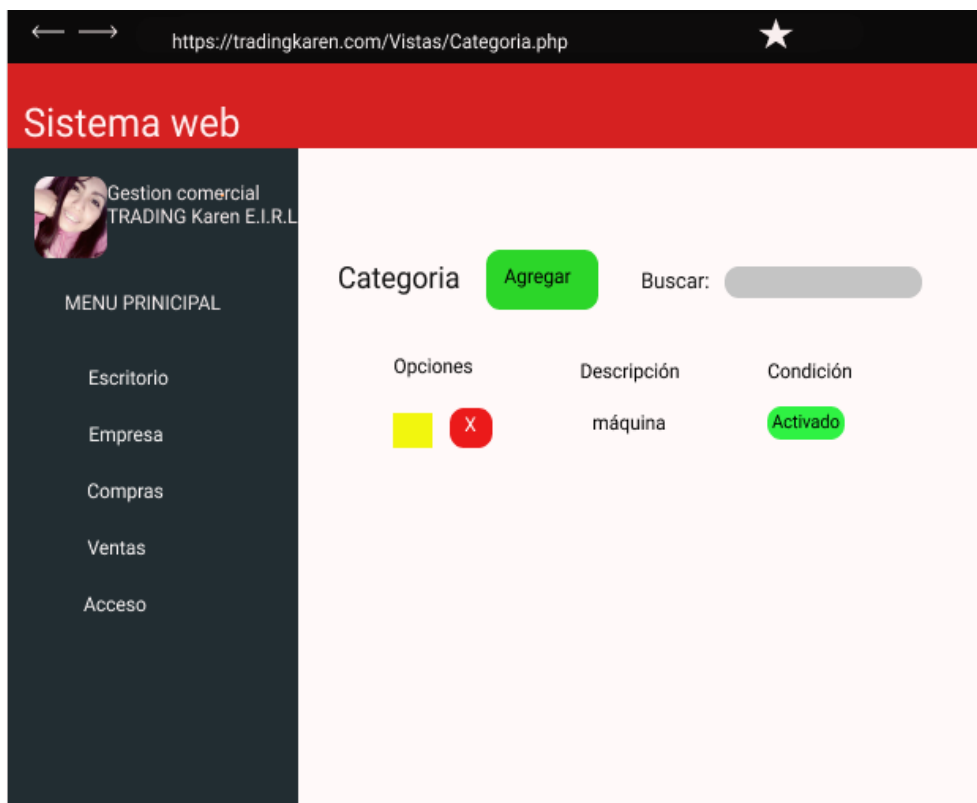 https://tradingkaren.com/Vistas/Categoria.php
Sistema web
Gestion comercial
TRADING Karen E.I.R.L
MENU PRINICIPAL
Escritorio
Empresa
Compras
Ventas
Acceso
Categoria Agregar Buscar:
Opciones Descripción Condición
X máquina Activado